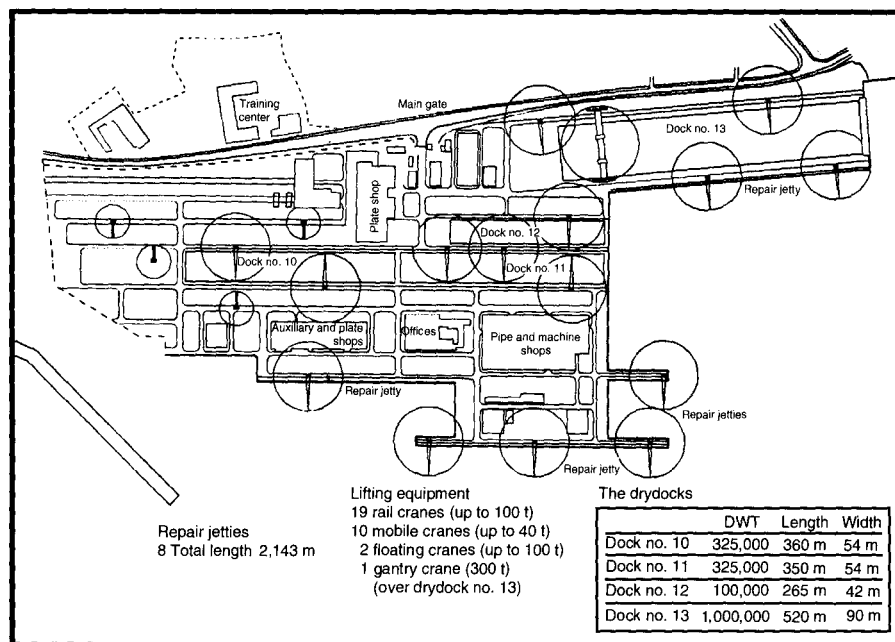 Training
center
Main gate
Dock no. 13
Repair jetty
Plate shop
Dock no. 12
Dock no. 10
Dock no. 11
Auxiliary and plate
shops
Offices
Pipe and machine
shops
Repair jetty
Repair jetties
Repair jetty
Repair jetties
8 Total length 2,143 m
Lifting equipment
19 rail cranes (up to 100 t)
10 mobile cranes (up to 40 t)
2 floating cranes (up to 100 t)
1 gantry crane (300 t)
(over drydock no. 13)
The drydocks
DWT Length Width
Dock no. 10 325,000 360 m 54 m
Dock no. 11 325,000 350 m 54 m
Dock no. 12 100,000 265 m 42 m
Dock no. 13 1,000,000 520 m 90 m